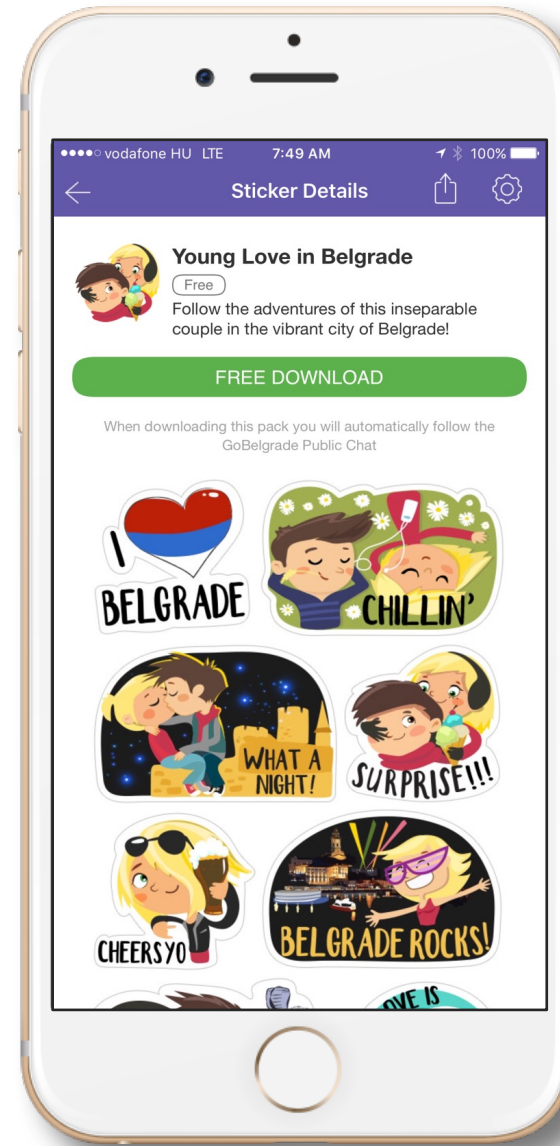 vodafone HU LTE 7:49 AM 100%
Sticker Details
Young Love in Belgrade
Free
Follow the adventures of this inseparable
couple in the vibrant city of Belgrade!
FREE DOWNLOAD
When downloading this pack you will automatically follow the
GoBelgrade Public Chat
I
BELGRADE
CHILLIN'
WHAT A
NIGHT!
SURPRISE!!!
CHEERS YO
BELGRADE ROCKS!
OVE IS